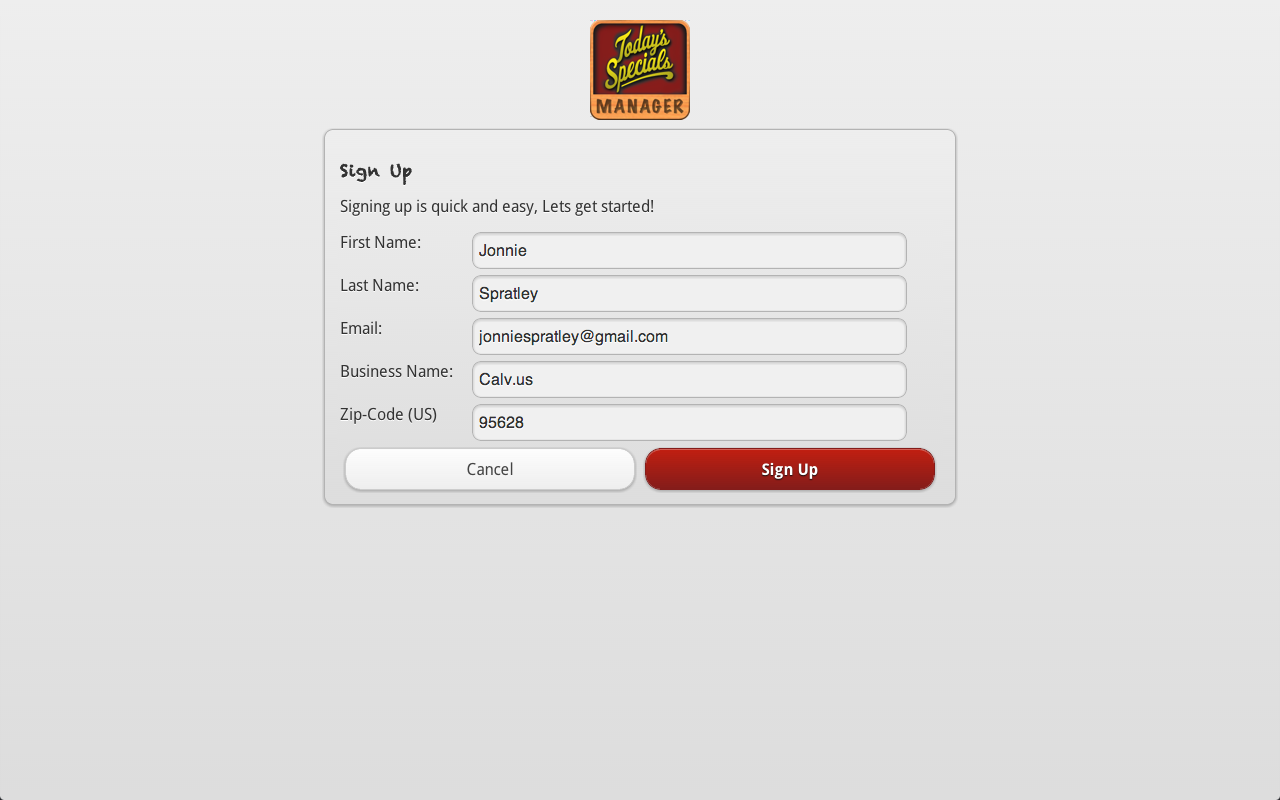 Today's
Specials
MANAGER
Sign Up
Signing up is quick and easy, Lets get started!
First Name: Jonnie
Last Name: Spratley
Email: jonniespratley@gmail.com
Business Name: Calv.us
Zip-Code (US) 95628
Cancel Sign Up